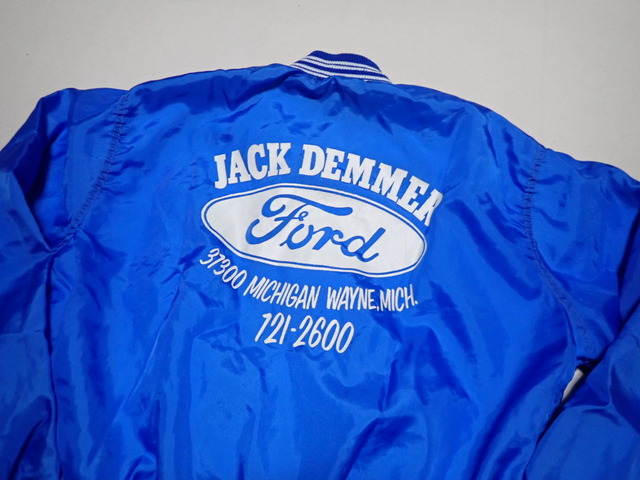 JACK DEMMER
Ford
37300 MICHIGAN WAYNE, MICH.
721-2600